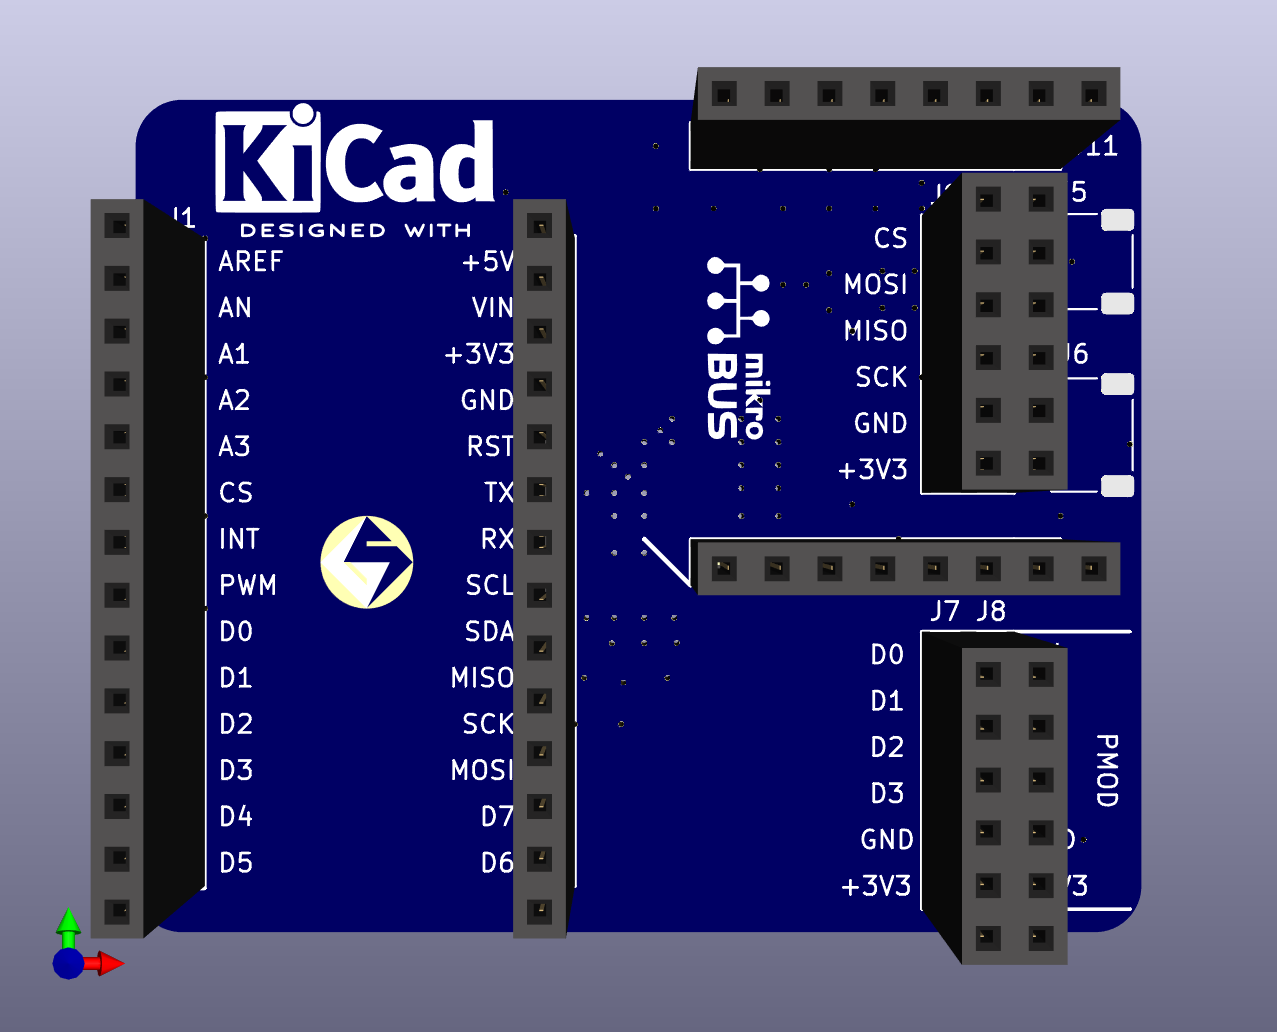 KiCad
DESIGNED WITH
J1
AREF
AN
A1
A2
A3
CS
INT
PWM
D0
D1
D2
D3
D4
D5
+5V
VIN
+3V3
GND
RST
TX
RX
SCL
SDA
MISO
SCK
MOSI
D7
D6
mikro
BUS
11
5
CS
MOSI
MISO
SCK
GND
+3V3
J6
J7 J8
D0
D1
D2
D3
GND
+3V3
PMOD
V3